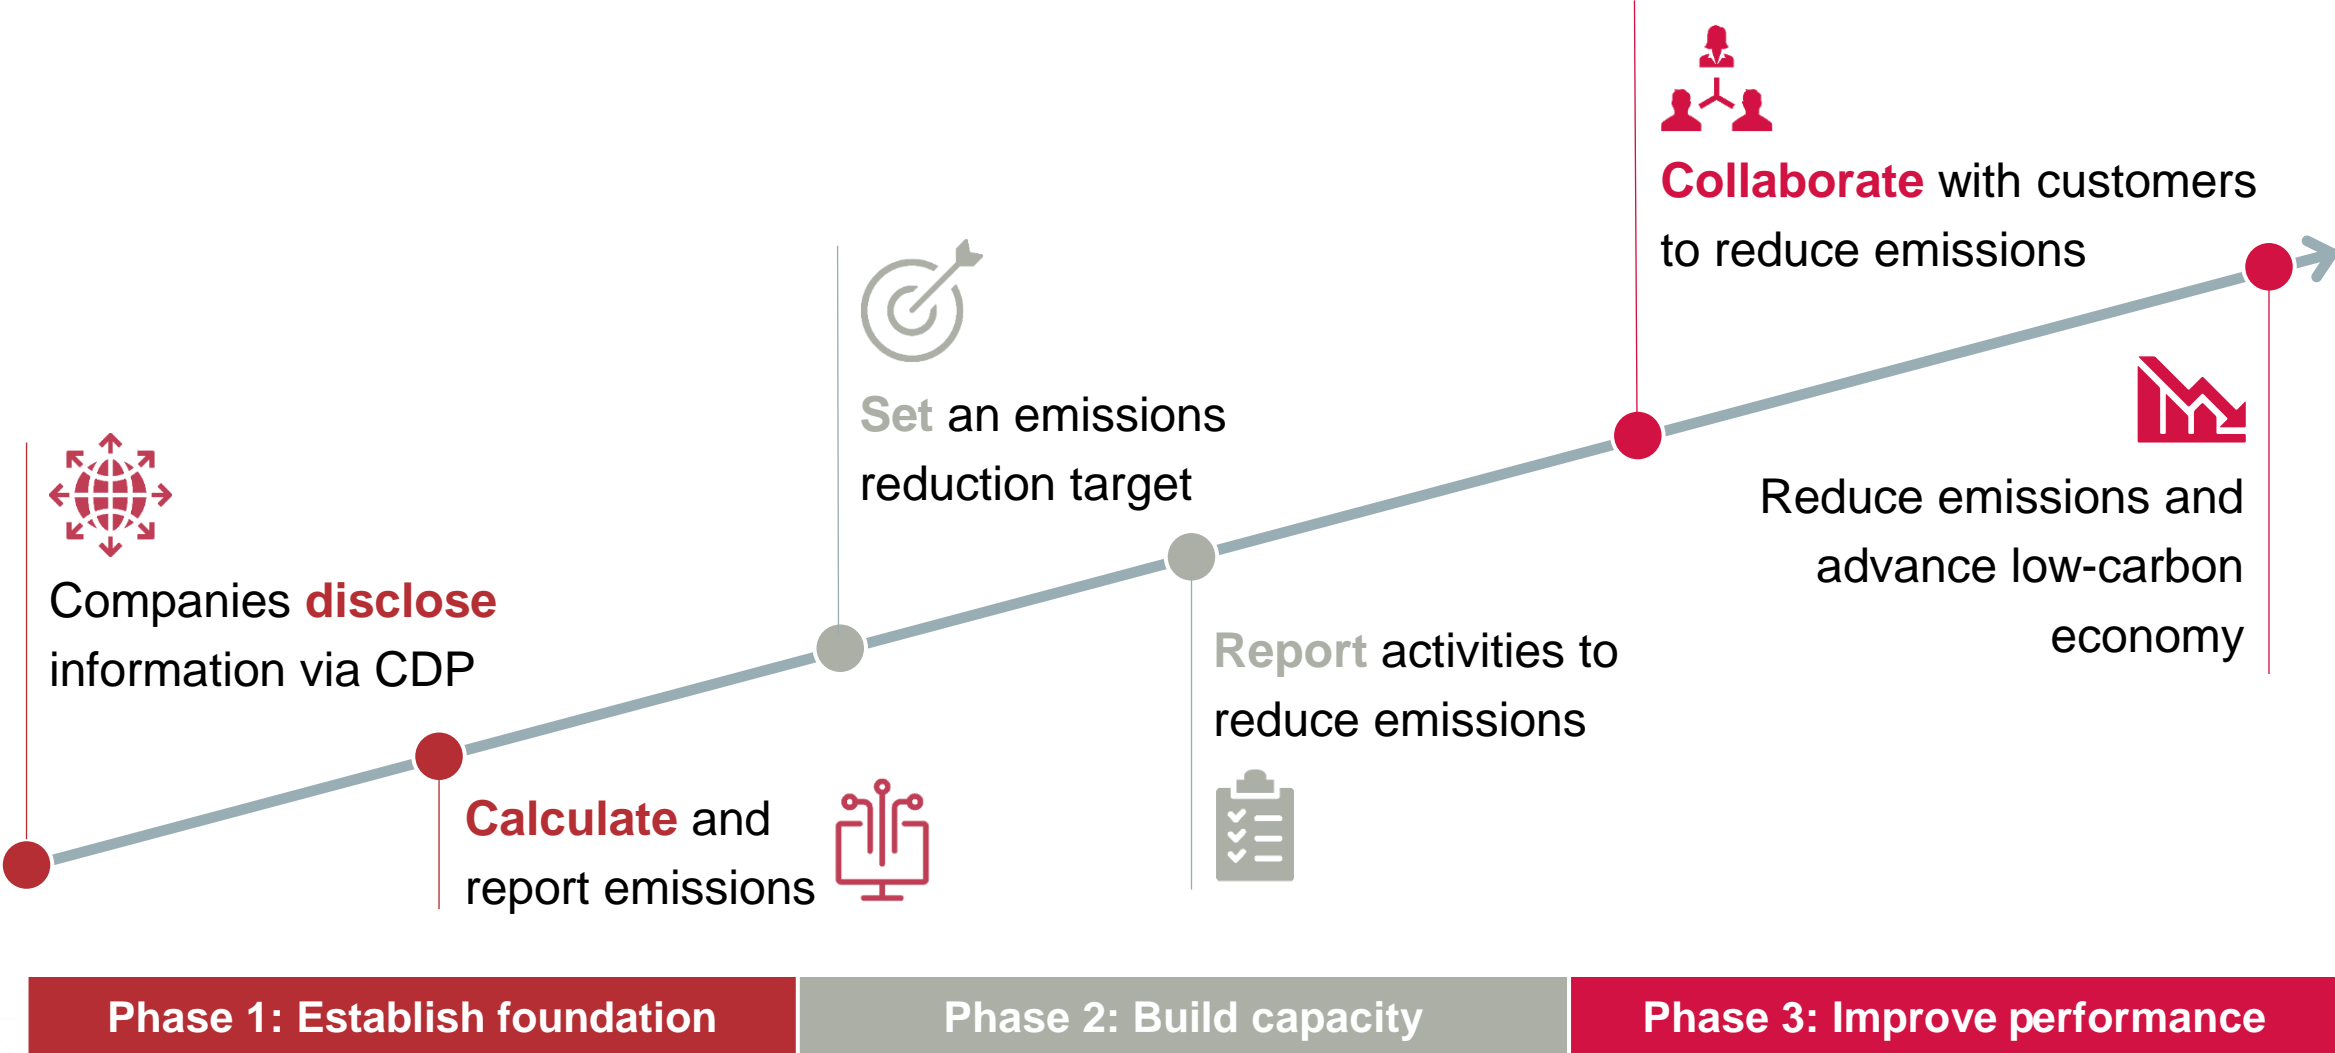 Companies disclose
information via CDP
Calculate and
report emissions
Set an emissions
reduction target
Report activities to
reduce emissions
Collaborate with customers
to reduce emissions
Reduce emissions and
advance low-carbon
economy
Phase 1: Establish foundation
Phase 2: Build capacity
Phase 3: Improve performance